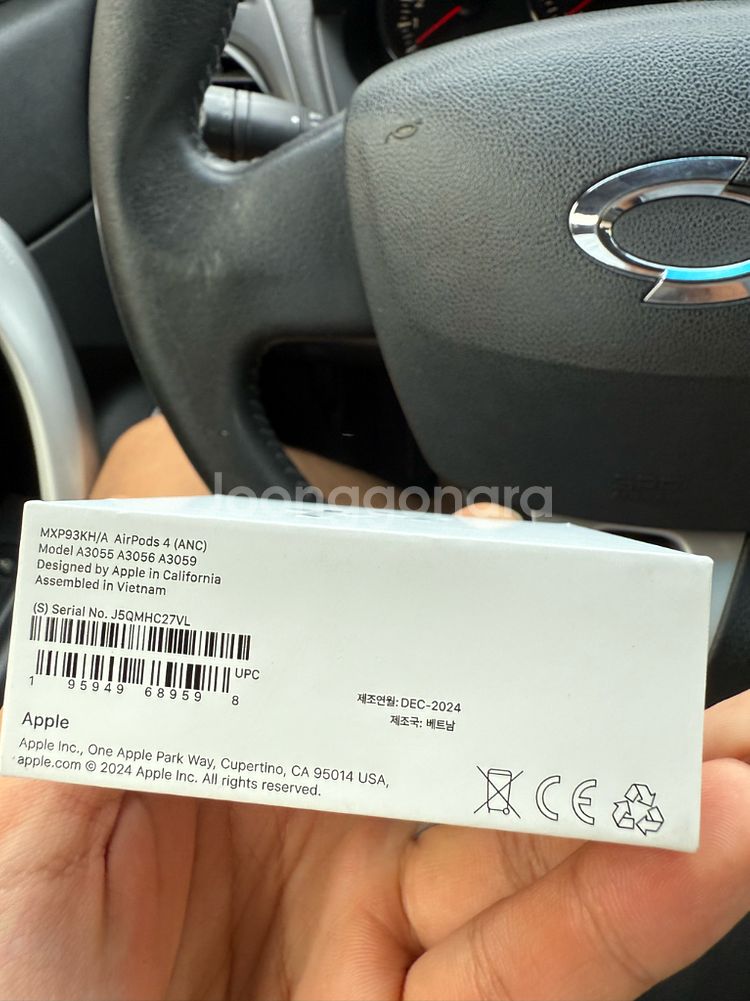 joonggongra
MXP93KH/A AirPods 4 (ANC)
Model A3055 A3056 A3059
Designed by Apple in California
Assembled in Vietnam
(S) Serial No. J5QMHC27VL
UPC
1 95949 68959 8
제조연월: DEC-2024
제조국: 베트남
Apple
Apple Inc., One Apple Park Way, Cupertino, CA 95014 USA,
apple.com © 2024 Apple Inc. All rights reserved.
CE